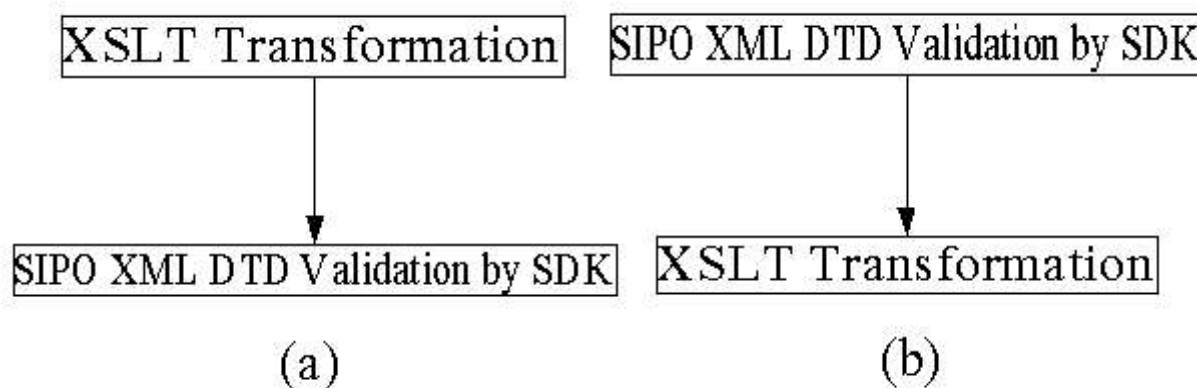 XSLT Transformation
SIPO XML DTD Validation by SDK
(a)
SIPO XML DTD Validation by SDK
XSLT Transformation
(b)